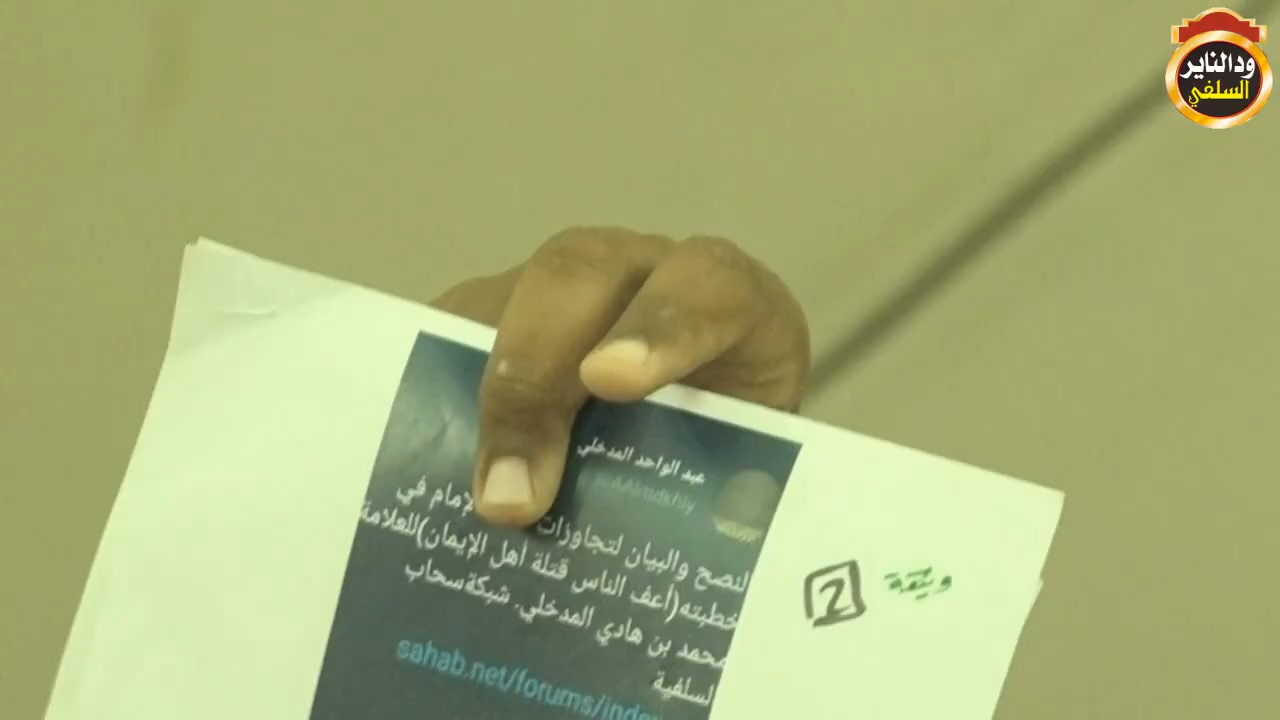 ودالناير
السلفي
عبد الواحد المدخلي
لنصح والبيان لتجاوزات الإمام في
خطبته(أعف الناس قتلة أهل الإيمان)للعلامة
محمد بن هادي المدخلي. شبكة سحاب
السلفية
sahab.net/forums/inde
وثيقة 2